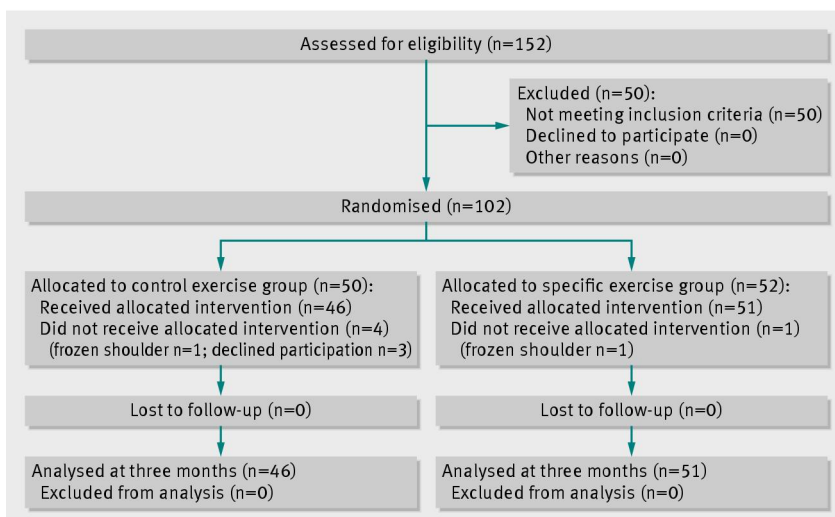 Assessed for eligibility (n=152)
Excluded (n=50):
Not meeting inclusion criteria (n=50)
Declined to participate (n=0)
Other reasons (n=0)
Randomised (n=102)
Allocated to control exercise group (n=50):
Received allocated intervention (n=46)
Did not receive allocated intervention (n=4)
(frozen shoulder n=1; declined participation n=3)
Allocated to specific exercise group (n=52):
Received allocated intervention (n=51)
Did not receive allocated intervention (n=1)
(frozen shoulder n=1)
Lost to follow-up (n=0)
Lost to follow-up (n=0)
Analysed at three months (n=46)
Excluded from analysis (n=0)
Analysed at three months (n=51)
Excluded from analysis (n=0)